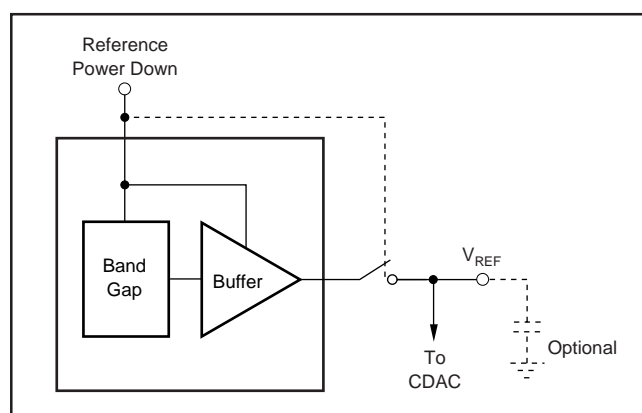 Reference
Power Down
Band
Gap
Buffer
VREF
To
CDAC
Optional